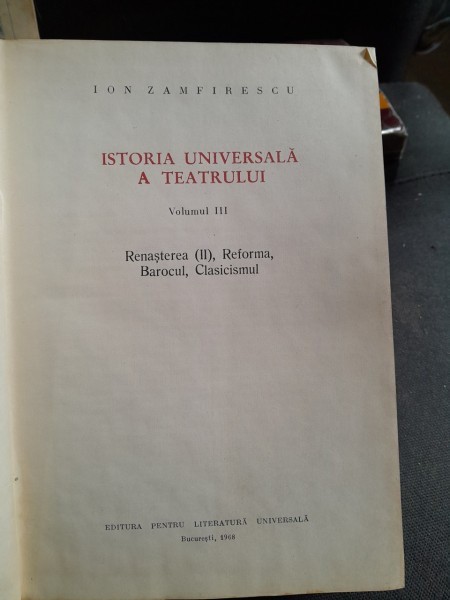 ION ZAMFIRESCU
ISTORIA UNIVERSALĂ
A TEATRULUI
Volumul III
Renașterea (II), Reforma,
Barocul, Clasicismul
EDITURA PENTRU LITERATURĂ UNIVERSALĂ
București, 1968